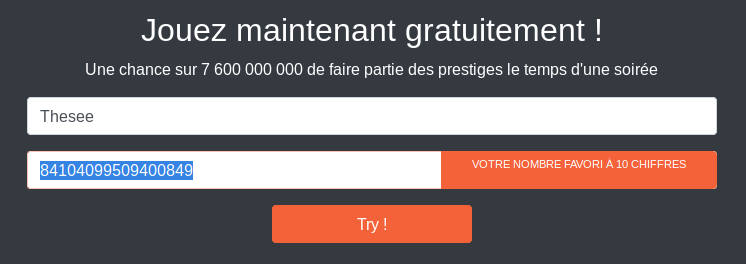 Jouez maintenant gratuitement !
Une chance sur 7 600 000 000 de faire partie des prestiges le temps d'une soirée
Thesee
84104099509400849
VOTRE NOMBRE FAVORI À 10 CHIFFRES
Try !